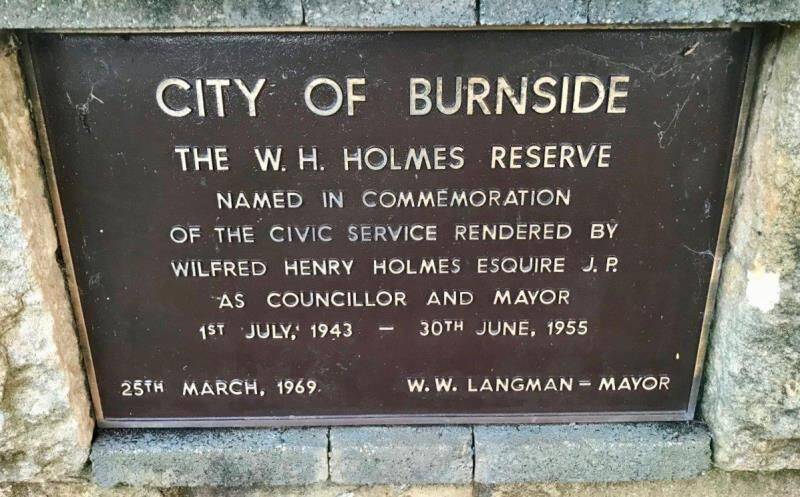 CITY OF BURNSIDE
THE W. H. HOLMES RESERVE
NAMED IN COMMEMORATION
OF THE CIVIC SERVICE RENDERED BY
WILFRED HENRY HOLMES ESQUIRE J. P.
AS COUNCILLOR AND MAYOR
1ST JULY, 1943 — 30TH JUNE, 1955
25TH MARCH, 1969. W. W. LANGMAN = MAYOR